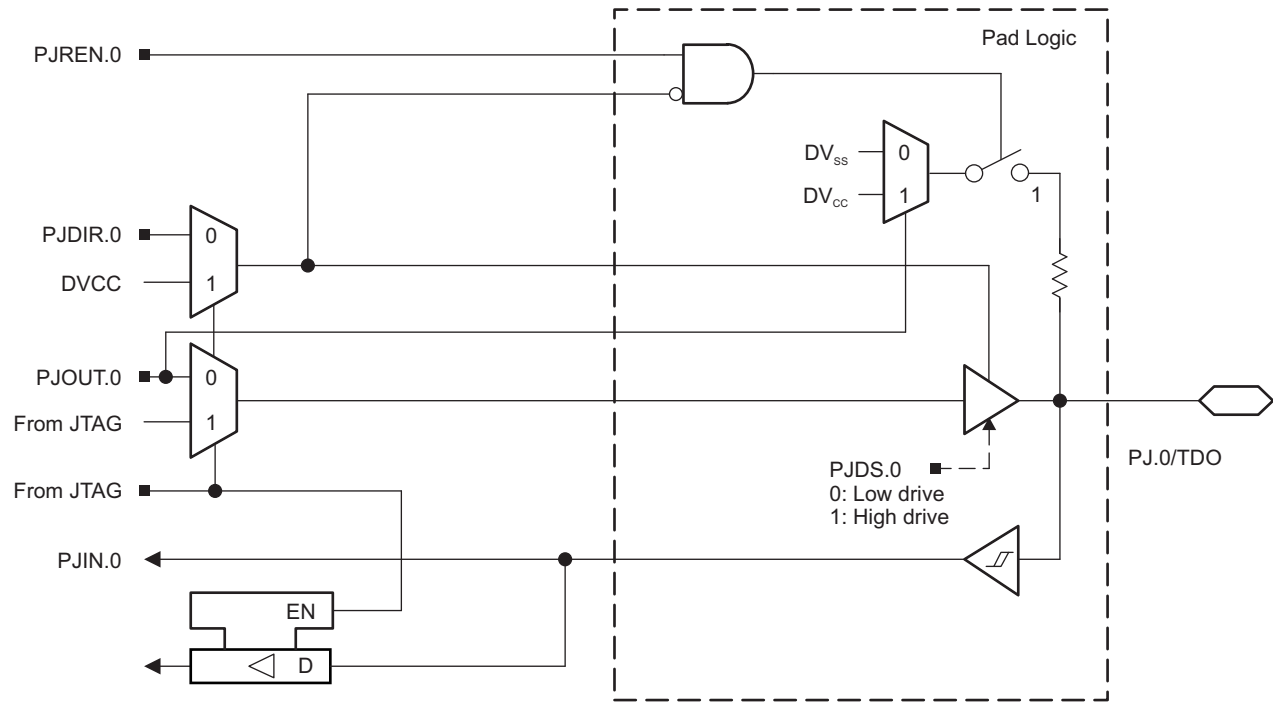 Pad Logic
PJREN.0
DVSS
0
DVCC
1
1
PJDIR.0
0
DVCC
1
PJOUT.0
0
From JTAG
1
PJDS.0
0: Low drive
1: High drive
PJ.0/TDO
From JTAG
PJIN.0
EN
D